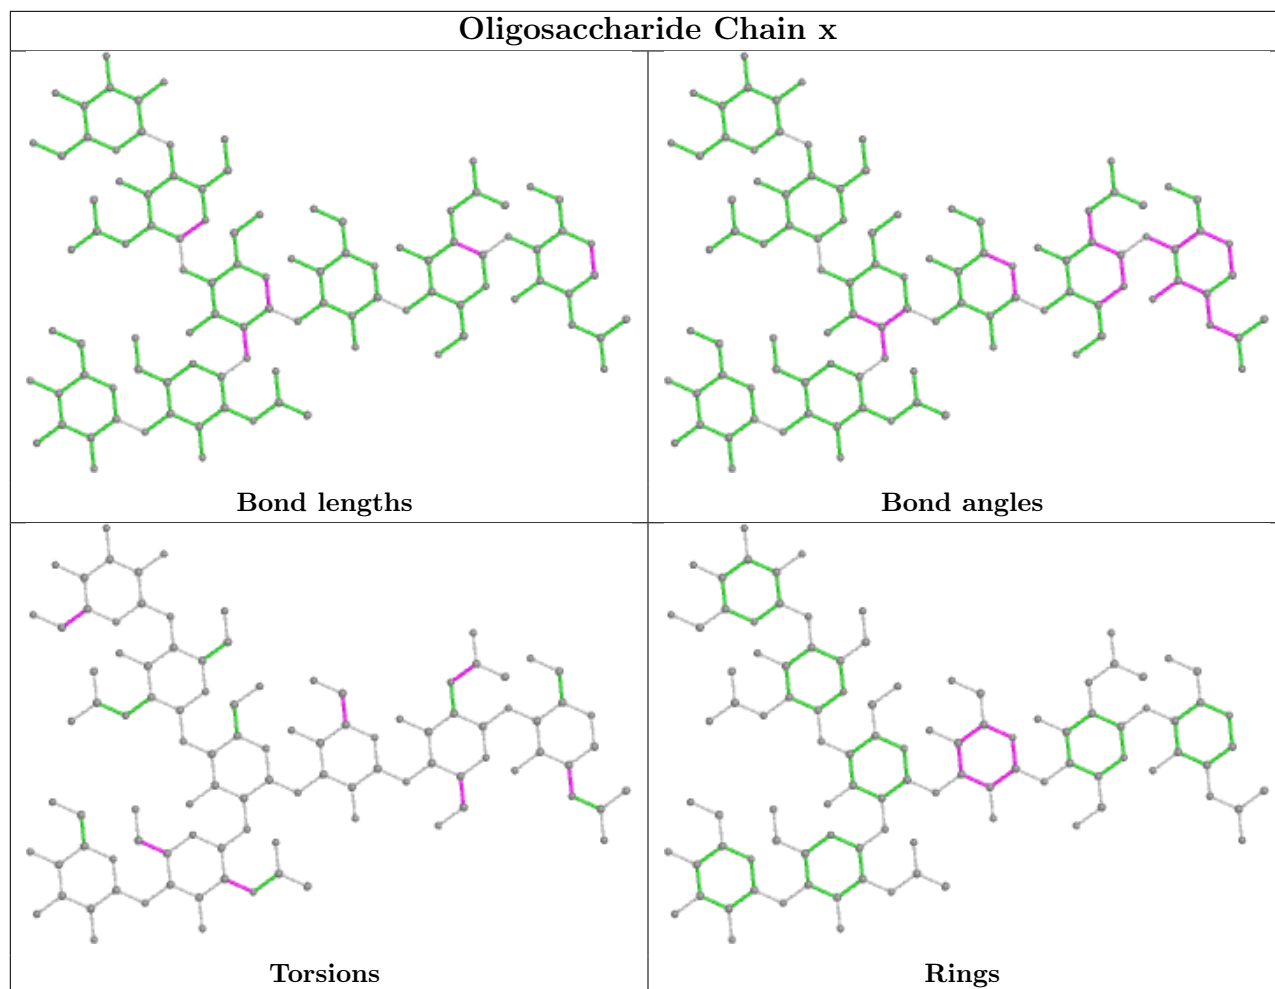 Oligosaccharide Chain x
Bond lengths
Bond angles
Torsions
Rings